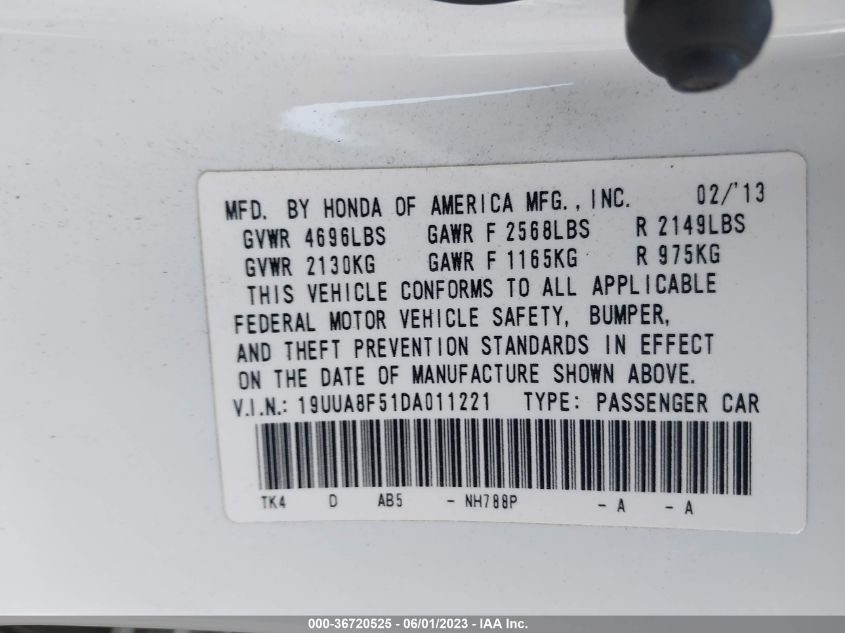 MFD. BY HONDA OF AMERICA MFG., INC. 02/'13
GVWR 4696LBS GAWR F 2568LBS R 2149LBS
GVWR 2130KG GAWR F 1165KG R 975KG
THIS VEHICLE CONFORMS TO ALL APPLICABLE
FEDERAL MOTOR VEHICLE SAFETY, BUMPER,
AND THEFT PREVENTION STANDARDS IN EFFECT
ON THE DATE OF MANUFACTURE SHOWN ABOVE.
V.I.N.: 19UUA8F51DA011221 TYPE: PASSENGER CAR
TK4 D AB5 - NH788P - A - A
000-36720525 - 06/01/2023 - IAA Inc.